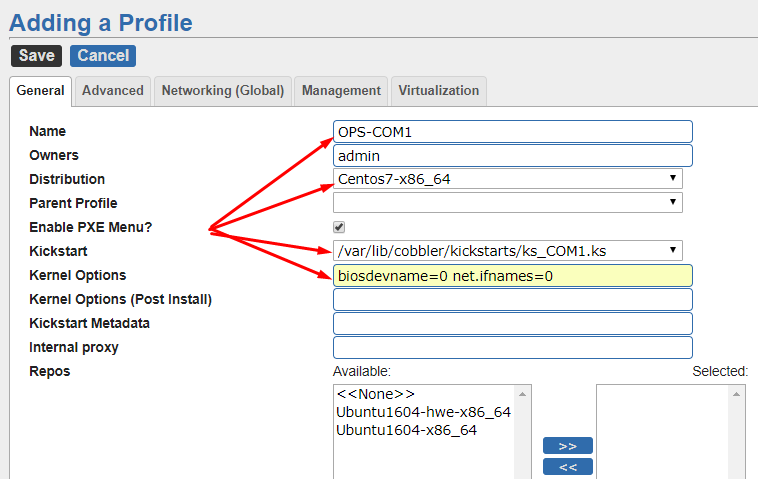 Adding a Profile
Save Cancel
General Advanced Networking (Global) Management Virtualization
Name OPS-COM1
Owners admin
Distribution Centos7-x86_64
Parent Profile
Enable PXE Menu?
Kickstart /var/lib/cobbler/kickstarts/ks_COM1.ks
Kernel Options biosdevname=0 net.ifnames=0
Kernel Options (Post Install)
Kickstart Metadata
Internal proxy
Repos Available: Selected:
<<None>>
Ubuntu1604-hwe-x86_64
Ubuntu1604-x86_64
>>
<<